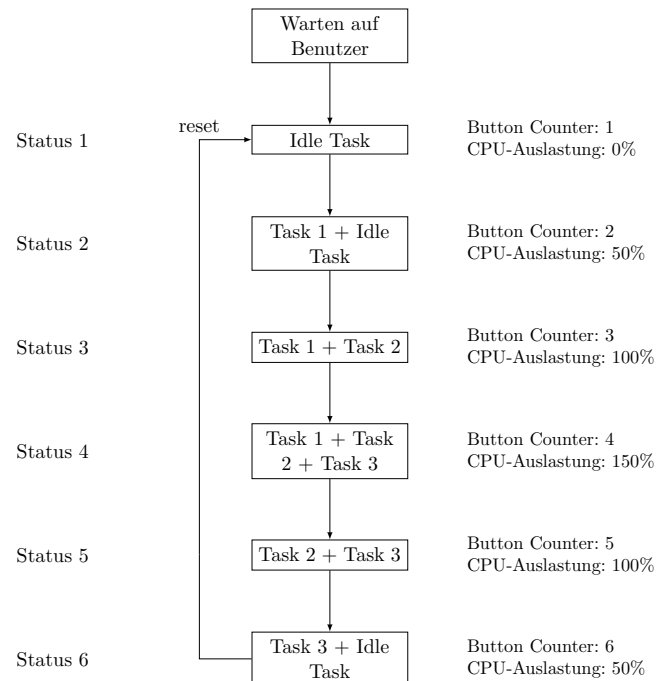 Warten auf
Benutzer
reset
Status 1
Idle Task
Button Counter: 1
CPU-Auslastung: 0%
Status 2
Task 1 + Idle
Task
Button Counter: 2
CPU-Auslastung: 50%
Status 3
Task 1 + Task 2
Button Counter: 3
CPU-Auslastung: 100%
Status 4
Task 1 + Task
2 + Task 3
Button Counter: 4
CPU-Auslastung: 150%
Status 5
Task 2 + Task 3
Button Counter: 5
CPU-Auslastung: 100%
Status 6
Task 3 + Idle
Task
Button Counter: 6
CPU-Auslastung: 50%